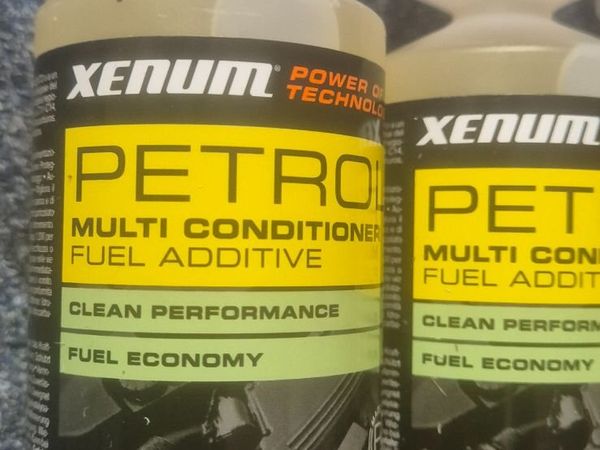 XENUM®
POWER OF
TECHNOLO
PETROL
MULTI CONDITIONER
FUEL ADDITIVE
CLEAN PERFORMANCE
FUEL ECONOMY
XENUM
PET
MULTI CON
FUEL ADDIT
CLEAN PERFORM
FUEL ECONOMY